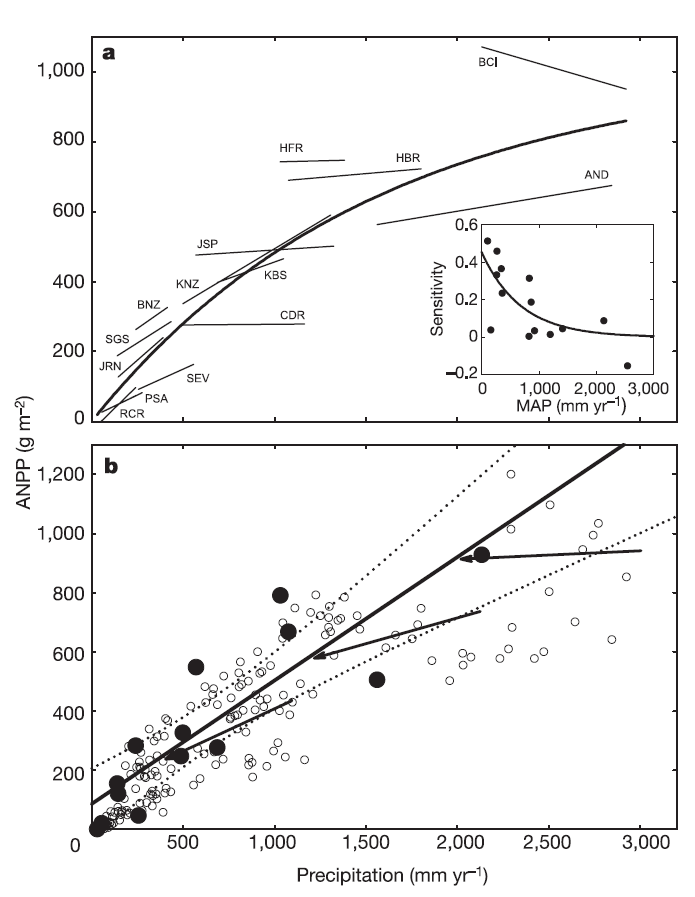 a
1,000
800
600
400
200
0
BCI
HFR
HBR
AND
JSP
KNZ
KBS
BNZ
CDR
SGS
JRN
SEV
PSA
RCR
0.6
0.4
0.2
0
–0.2
Sensitivity
0 1,000 2,000 3,000
MAP (mm yr–1)
ANPP (g m–2)
b
1,200
1,000
800
600
400
200
0
500 1,000 1,500 2,000 2,500 3,000
Precipitation (mm yr–1)